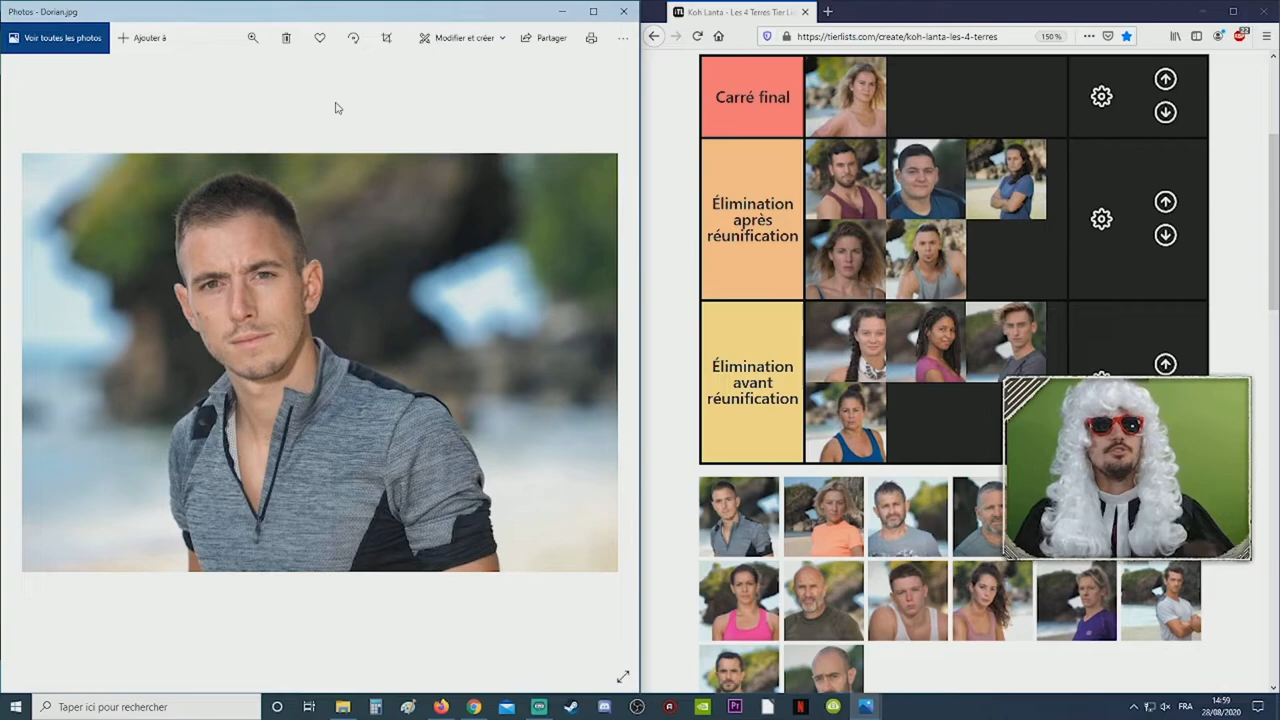 Photos - Dorian.jpg
Voir toutes les photos
Ajouter à
Modifier et créer
Partager
Koh Lanta - Les 4 Terres Tier Li
https://tierlists.com/create/koh-lanta-les-4-terres
150 %
22
Carré final
Élimination
après
réunification
Élimination
avant
réunification
Taper ici pour rechercher
Pr
N
FRA
14:59
28/08/2020